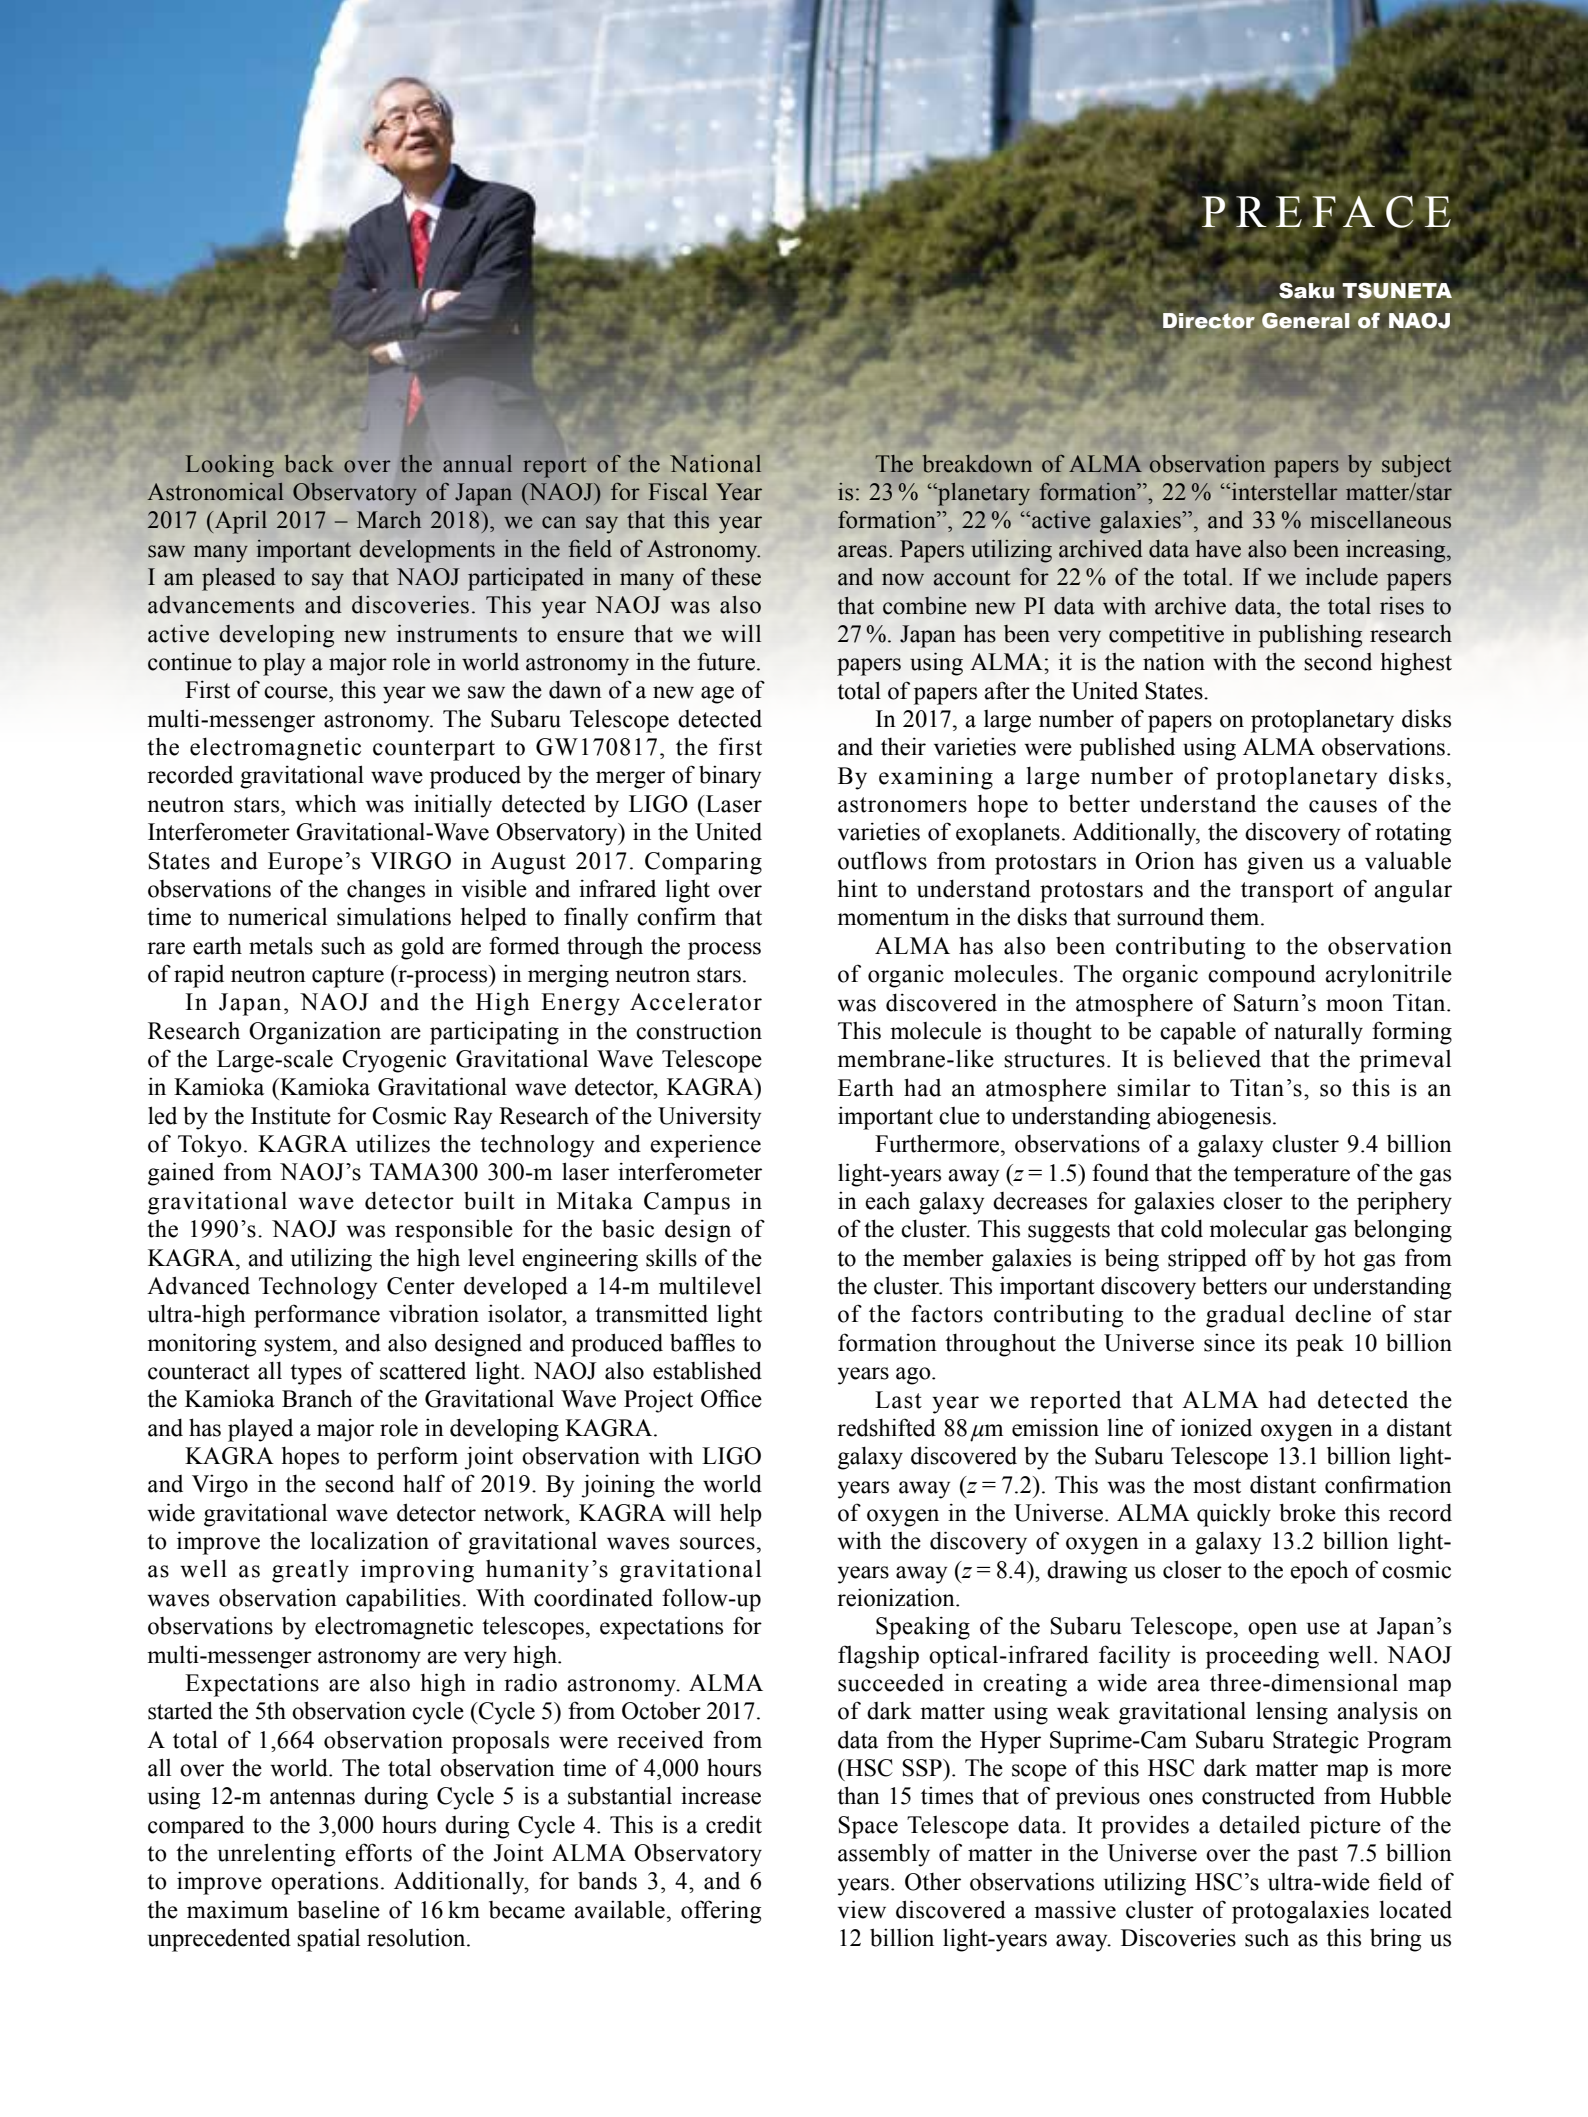 PREFACE
Saku TSUNETA
Director General of NAOJ
Looking back over the annual report of the National
Astronomical Observatory of Japan (NAOJ) for Fiscal Year
2017 (April 2017 – March 2018), we can say that this year
saw many important developments in the field of Astronomy.
I am pleased to say that NAOJ participated in many of these
advancements and discoveries. This year NAOJ was also
active developing new instruments to ensure that we will
continue to play a major role in world astronomy in the future.
First of course, this year we saw the dawn of a new age of
multi-messenger astronomy. The Subaru Telescope detected
the electromagnetic counterpart to GW170817, the first
recorded gravitational wave produced by the merger of binary
neutron stars, which was initially detected by LIGO (Laser
Interferometer Gravitational-Wave Observatory) in the United
States and Europe’s VIRGO in August 2017. Comparing
observations of the changes in visible and infrared light over
time to numerical simulations helped to finally confirm that
rare earth metals such as gold are formed through the process
of rapid neutron capture (r-process) in merging neutron stars.
In Japan, NAOJ and the High Energy Accelerator
Research Organization are participating in the construction
of the Large-scale Cryogenic Gravitational Wave Telescope
in Kamioka (Kamioka Gravitational wave detector, KAGRA)
led by the Institute for Cosmic Ray Research of the University
of Tokyo. KAGRA utilizes the technology and experience
gained from NAOJ’s TAMA300 300-m laser interferometer
gravitational wave detector built in Mitaka Campus in
the 1990’s. NAOJ was responsible for the basic design of
KAGRA, and utilizing the high level engineering skills of the
Advanced Technology Center developed a 14-m multilevel
ultra-high performance vibration isolator, a transmitted light
monitoring system, and also designed and produced baffles to
counteract all types of scattered light. NAOJ also established
the Kamioka Branch of the Gravitational Wave Project Office
and has played a major role in developing KAGRA.
KAGRA hopes to perform joint observation with LIGO
and Virgo in the second half of 2019. By joining the world
wide gravitational wave detector network, KAGRA will help
to improve the localization of gravitational waves sources,
as well as greatly improving humanity’s gravitational
waves observation capabilities. With coordinated follow-up
observations by electromagnetic telescopes, expectations for
multi-messenger astronomy are very high.
Expectations are also high in radio astronomy. ALMA
started the 5th observation cycle (Cycle 5) from October 2017.
A total of 1,664 observation proposals were received from
all over the world. The total observation time of 4,000 hours
using 12-m antennas during Cycle 5 is a substantial increase
compared to the 3,000 hours during Cycle 4. This is a credit
to the unrelenting efforts of the Joint ALMA Observatory
to improve operations. Additionally, for bands 3, 4, and 6
the maximum baseline of 16 km became available, offering
unprecedented spatial resolution.
The breakdown of ALMA observation papers by subject
is: 23 % “planetary formation”, 22 % “interstellar matter/star
formation”, 22 % “active galaxies”, and 33 % miscellaneous
areas. Papers utilizing archived data have also been increasing,
and now account for 22 % of the total. If we include papers
that combine new PI data with archive data, the total rises to
27 %. Japan has been very competitive in publishing research
papers using ALMA; it is the nation with the second highest
total of papers after the United States.
In 2017, a large number of papers on protoplanetary disks
and their varieties were published using ALMA observations.
By examining a large number of protoplanetary disks,
astronomers hope to better understand the causes of the
varieties of exoplanets. Additionally, the discovery of rotating
outflows from protostars in Orion has given us a valuable
hint to understand protostars and the transport of angular
momentum in the disks that surround them.
ALMA has also been contributing to the observation
of organic molecules. The organic compound acrylonitrile
was discovered in the atmosphere of Saturn’s moon Titan.
This molecule is thought to be capable of naturally forming
membrane-like structures. It is believed that the primeval
Earth had an atmosphere similar to Titan’s, so this is an
important clue to understanding abiogenesis.
Furthermore, observations of a galaxy cluster 9.4 billion
light-years away (z = 1.5) found that the temperature of the gas
in each galaxy decreases for galaxies closer to the periphery
of the cluster. This suggests that cold molecular gas belonging
to the member galaxies is being stripped off by hot gas from
the cluster. This important discovery betters our understanding
of the factors contributing to the gradual decline of star
formation throughout the Universe since its peak 10 billion
years ago.
Last year we reported that ALMA had detected the
redshifted 88 μm emission line of ionized oxygen in a distant
galaxy discovered by the Subaru Telescope 13.1 billion light-
years away (z = 7.2). This was the most distant confirmation
of oxygen in the Universe. ALMA quickly broke this record
with the discovery of oxygen in a galaxy 13.2 billion light-
years away (z = 8.4), drawing us closer to the epoch of cosmic
reionization.
Speaking of the Subaru Telescope, open use at Japan’s
flagship optical-infrared facility is proceeding well. NAOJ
succeeded in creating a wide area three-dimensional map
of dark matter using weak gravitational lensing analysis on
data from the Hyper Suprime-Cam Subaru Strategic Program
(HSC SSP). The scope of this HSC dark matter map is more
than 15 times that of previous ones constructed from Hubble
Space Telescope data. It provides a detailed picture of the
assembly of matter in the Universe over the past 7.5 billion
years. Other observations utilizing HSC’s ultra-wide field of
view discovered a massive cluster of protogalaxies located
12 billion light-years away. Discoveries such as this bring us